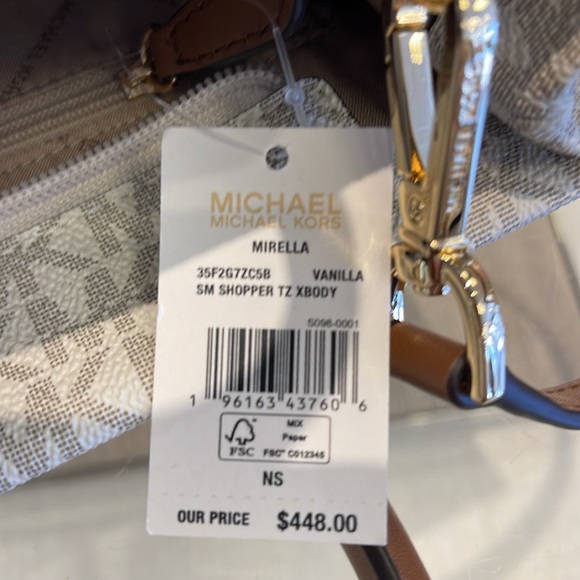 MICHAEL
MICHAEL KORS
MIRELLA
35F2G7ZC5B VANILLA
SM SHOPPER TZ XBODY
S098-0001
1 96163 43760 6
FSC
MIX
Paper
FSC™ C012345
NS
OUR PRICE $448.00